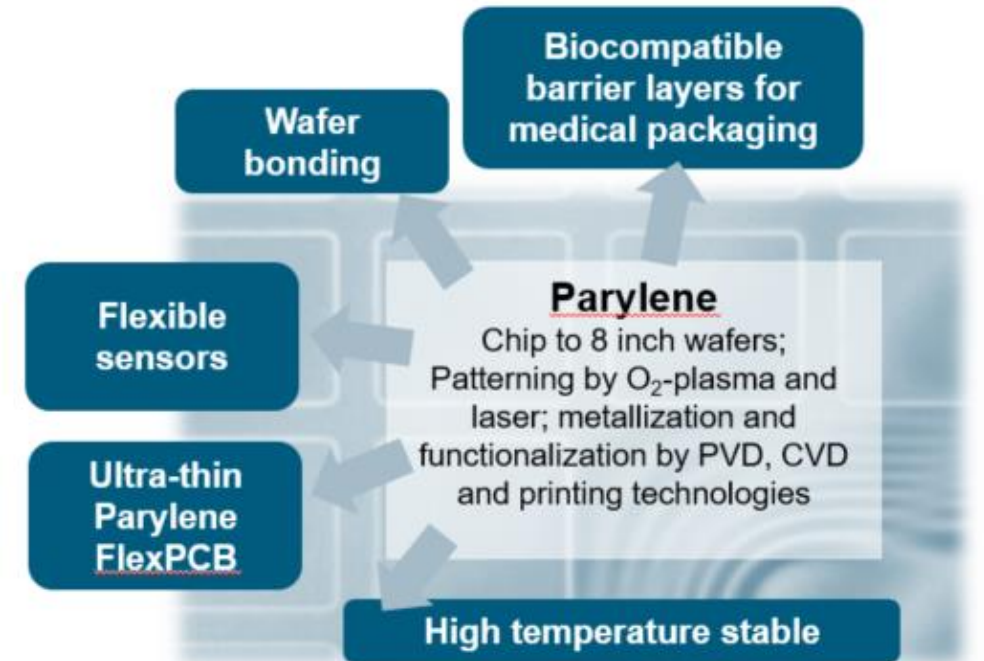 Biocompatible
barrier layers for
medical packaging
Wafer
bonding
Flexible
sensors
Parylene
Chip to 8 inch wafers;
Patterning by O₂-plasma and
laser; metallization and
functionalization by PVD, CVD
and printing technologies
Ultra-thin
Parylene
FlexPCB
High temperature stable